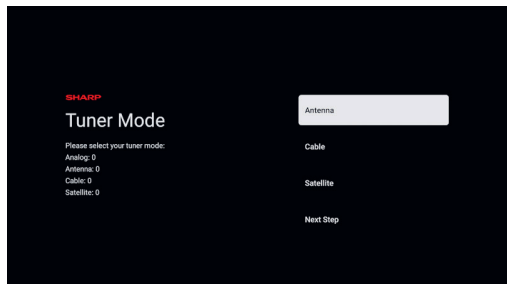 SHARP
Tuner Mode
Please select your tuner mode:
Analog: 0
Antenna: 0
Cable: 0
Satellite: 0
Antenna
Cable
Satellite
Next Step